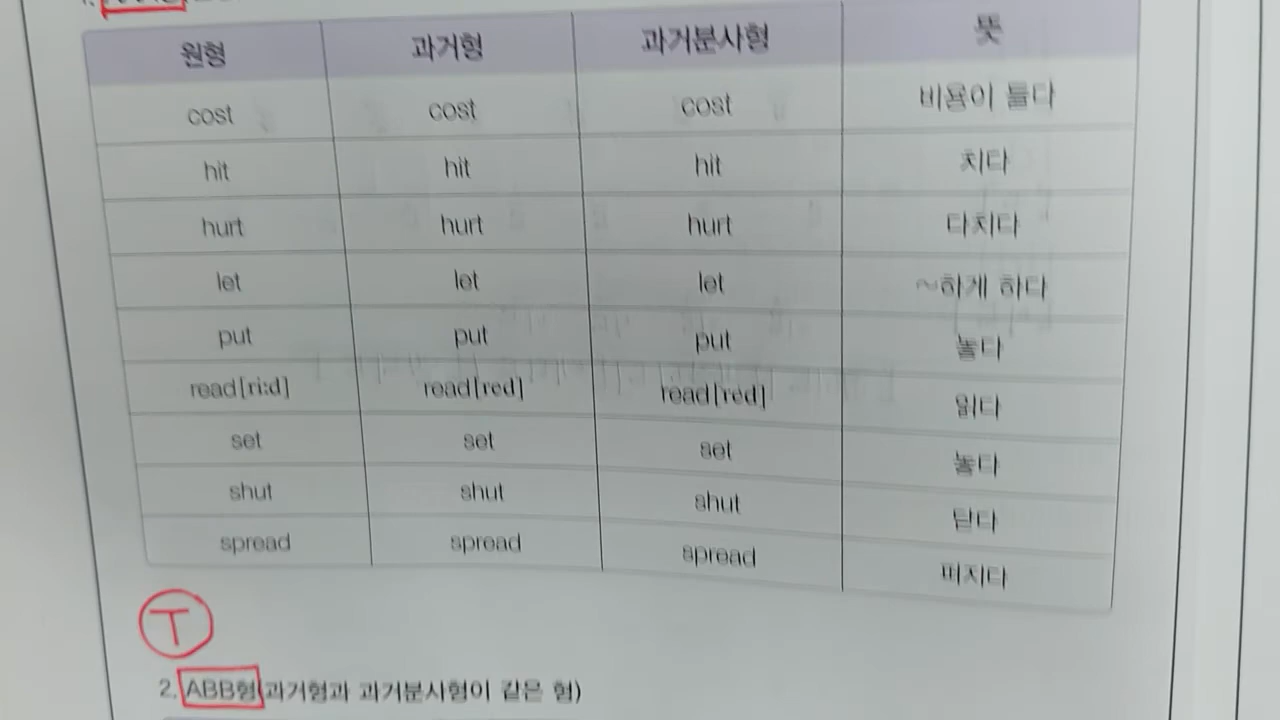 원형 과거형 과거분사형 뜻
cost cost cost 비용이 들다
hit hit hit 치다
hurt hurt hurt 다치다
let let let ~하게 하다
put put put 놓다
read[ri:d] read[red] read[red] 읽다
set set set 놓다
shut shut shut 닫다
spread spread spread 퍼지다
T
2. ABB형(과거형과 과거분사형이 같은 형)